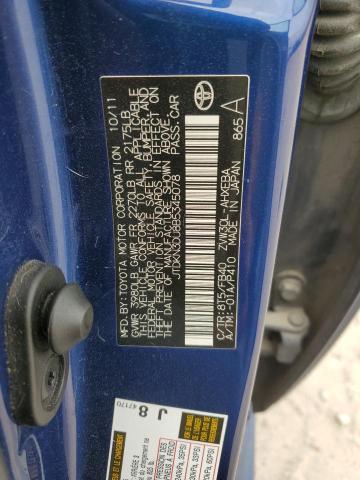 MFD. BY: TOYOTA MOTOR CORPORATION 10/11
GVWR 3980LB GAWR FR 2270LB RR 2175LB
THIS VEHICLE CONFORMS TO ALL APPLICABLE
FEDERAL MOTOR VEHICLE SAFETY, BUMPER, AND
THEFT PREVENTION STANDARDS IN EFFECT ON
THE DATE OF MANUFACTURE SHOWN ABOVE.
JTDKN3DU8B5345078 PASS. CAR
C/TR: 8T5/FB40 ZVW30L-AHXEBA
A/TM: -01A/P410 MADE IN JAPAN
865 A
47170
J 8